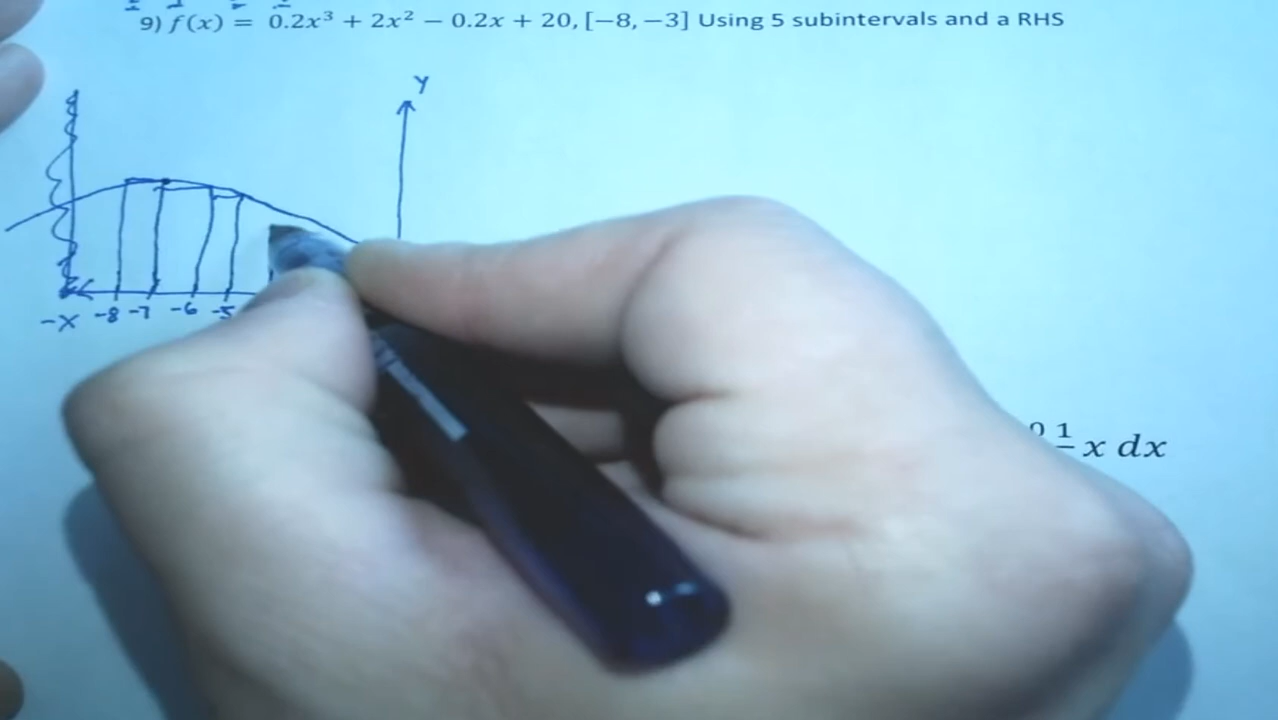 9) f(x) = 0.2x³ + 2x² − 0.2x + 20, [−8, −3] Using 5 subintervals and a RHS
Y
-X -8 -7 -6 -5
1
x dx